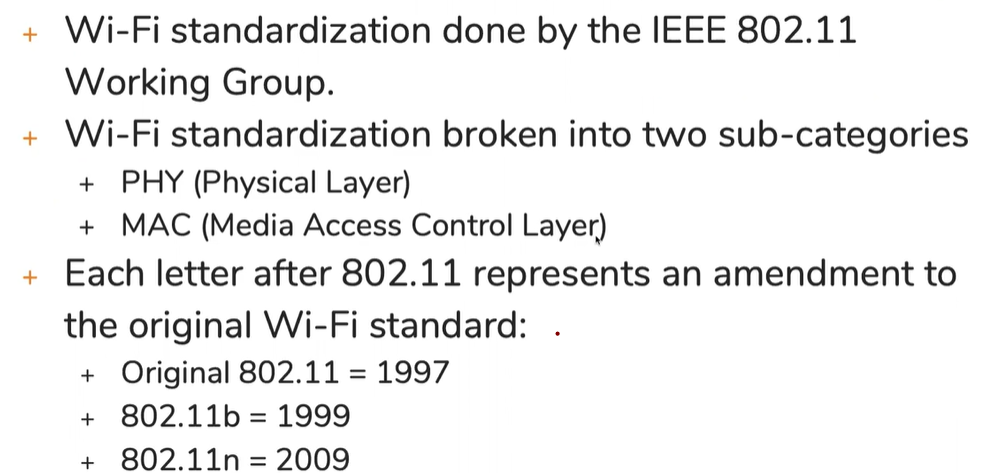 + Wi-Fi standardization done by the IEEE 802.11
Working Group.
+ Wi-Fi standardization broken into two sub-categories
+ PHY (Physical Layer)
+ MAC (Media Access Control Layer)
+ Each letter after 802.11 represents an amendment to
the original Wi-Fi standard:
+ Original 802.11 = 1997
+ 802.11b = 1999
+ 802.11n = 2009